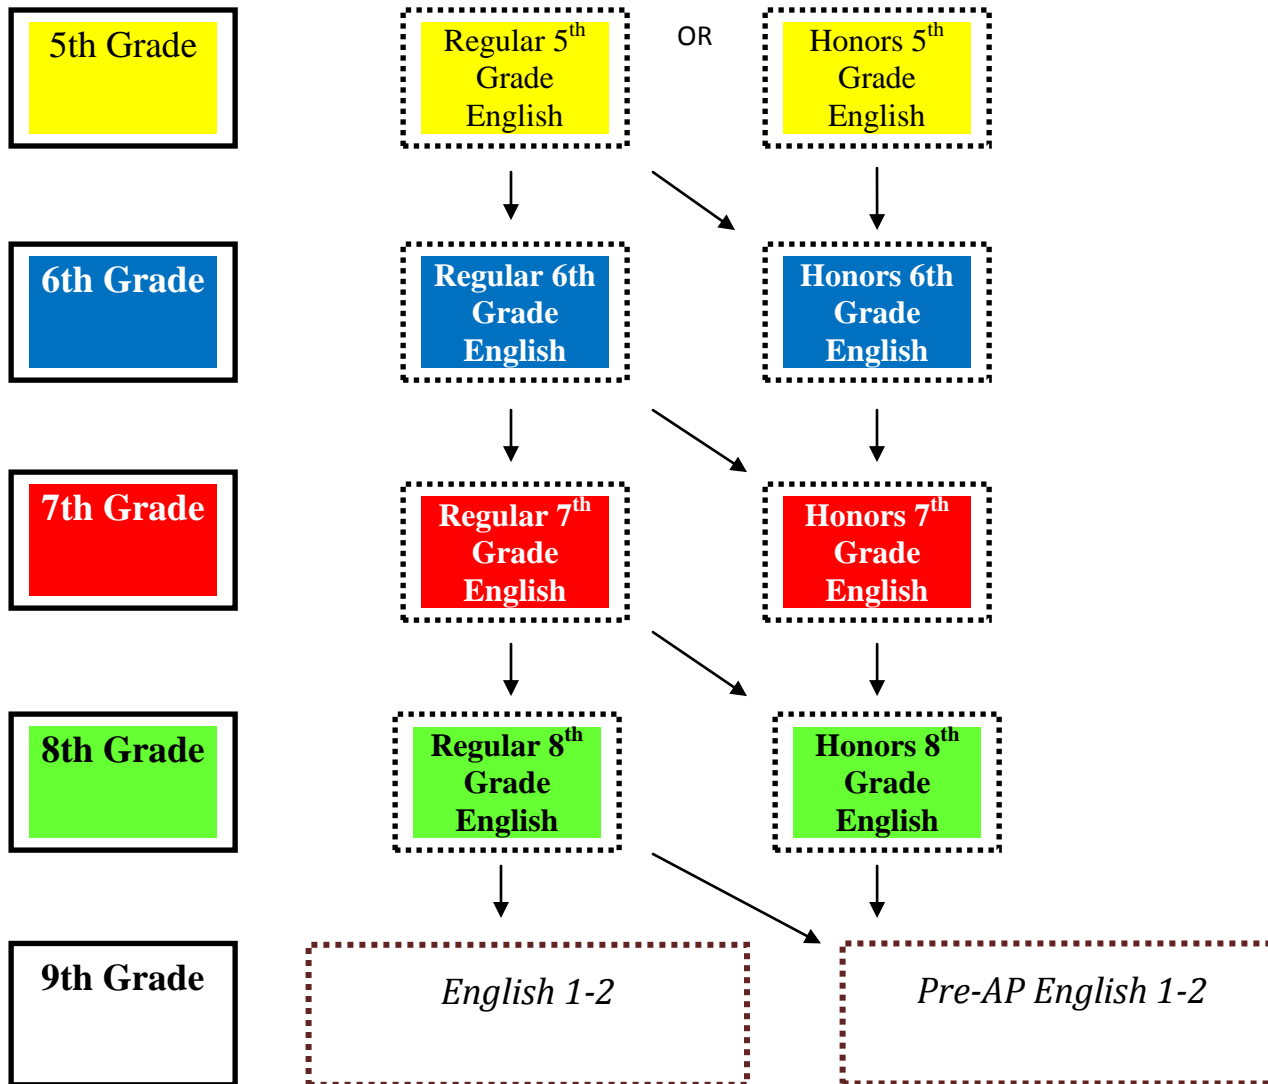 5th Grade
Regular 5th
Grade
English
OR
Honors 5th
Grade
English
6th Grade
Regular 6th
Grade
English
Honors 6th
Grade
English
7th Grade
Regular 7th
Grade
English
Honors 7th
Grade
English
8th Grade
Regular 8th
Grade
English
Honors 8th
Grade
English
9th Grade
English 1-2
Pre-AP English 1-2